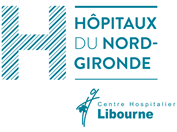 H HÔPITAUX
DU NORD-
GIRONDE
Centre Hospitalier
Libourne